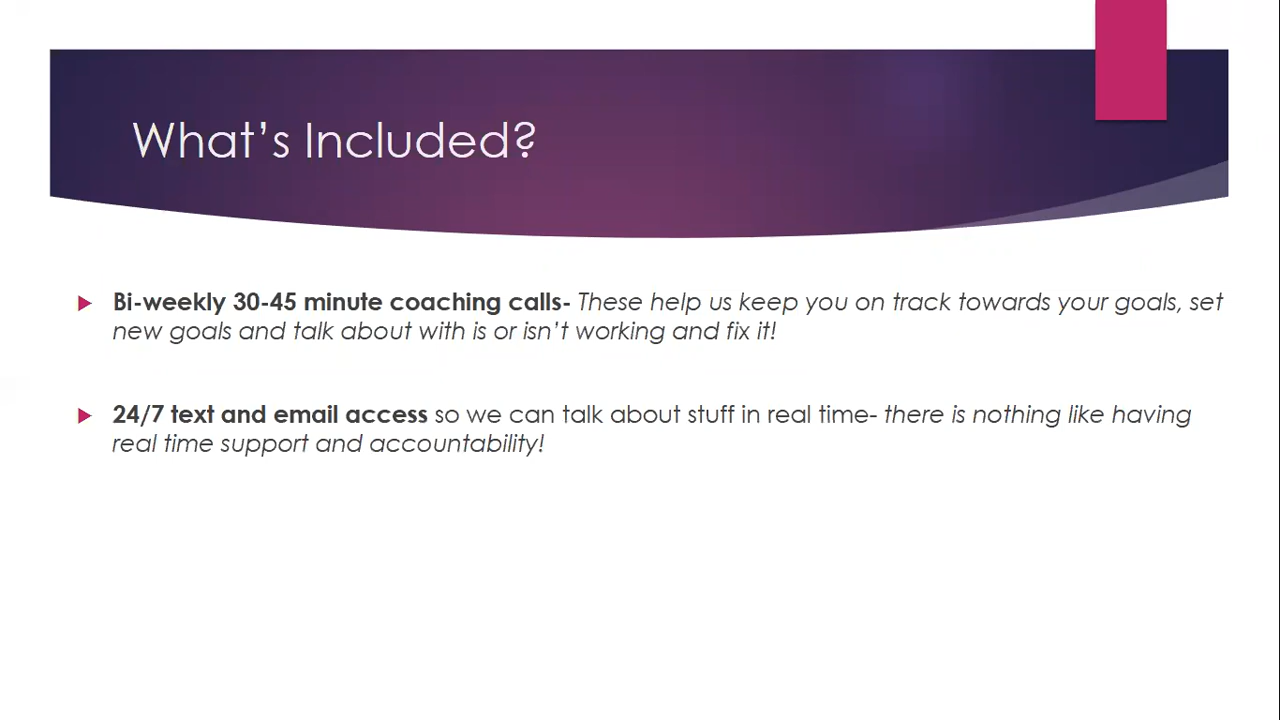 What's Included?
Bi-weekly 30-45 minute coaching calls- These help us keep you on track towards your goals, set
new goals and talk about with is or isn't working and fix it!
24/7 text and email access so we can talk about stuff in real time- there is nothing like having
real time support and accountability!